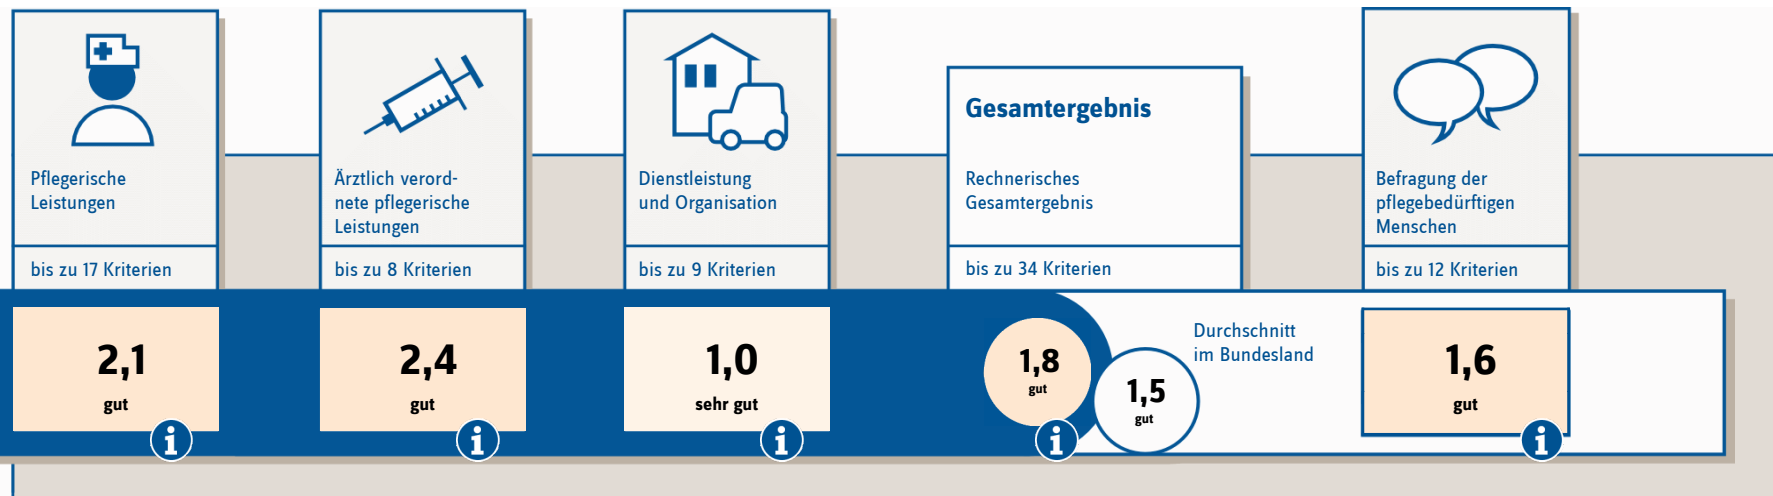 Pflegerische
Leistungen
bis zu 17 Kriterien
2,1
gut
i
Ärztlich verord-
nete pflegerische
Leistungen
bis zu 8 Kriterien
2,4
gut
i
Dienstleistung
und Organisation
bis zu 9 Kriterien
1,0
sehr gut
i
Gesamtergebnis
Rechnerisches
Gesamtergebnis
bis zu 34 Kriterien
1,8
gut
i
1,5
gut
Durchschnitt
im Bundesland
Befragung der
pflegebedürftigen
Menschen
bis zu 12 Kriterien
1,6
gut
i